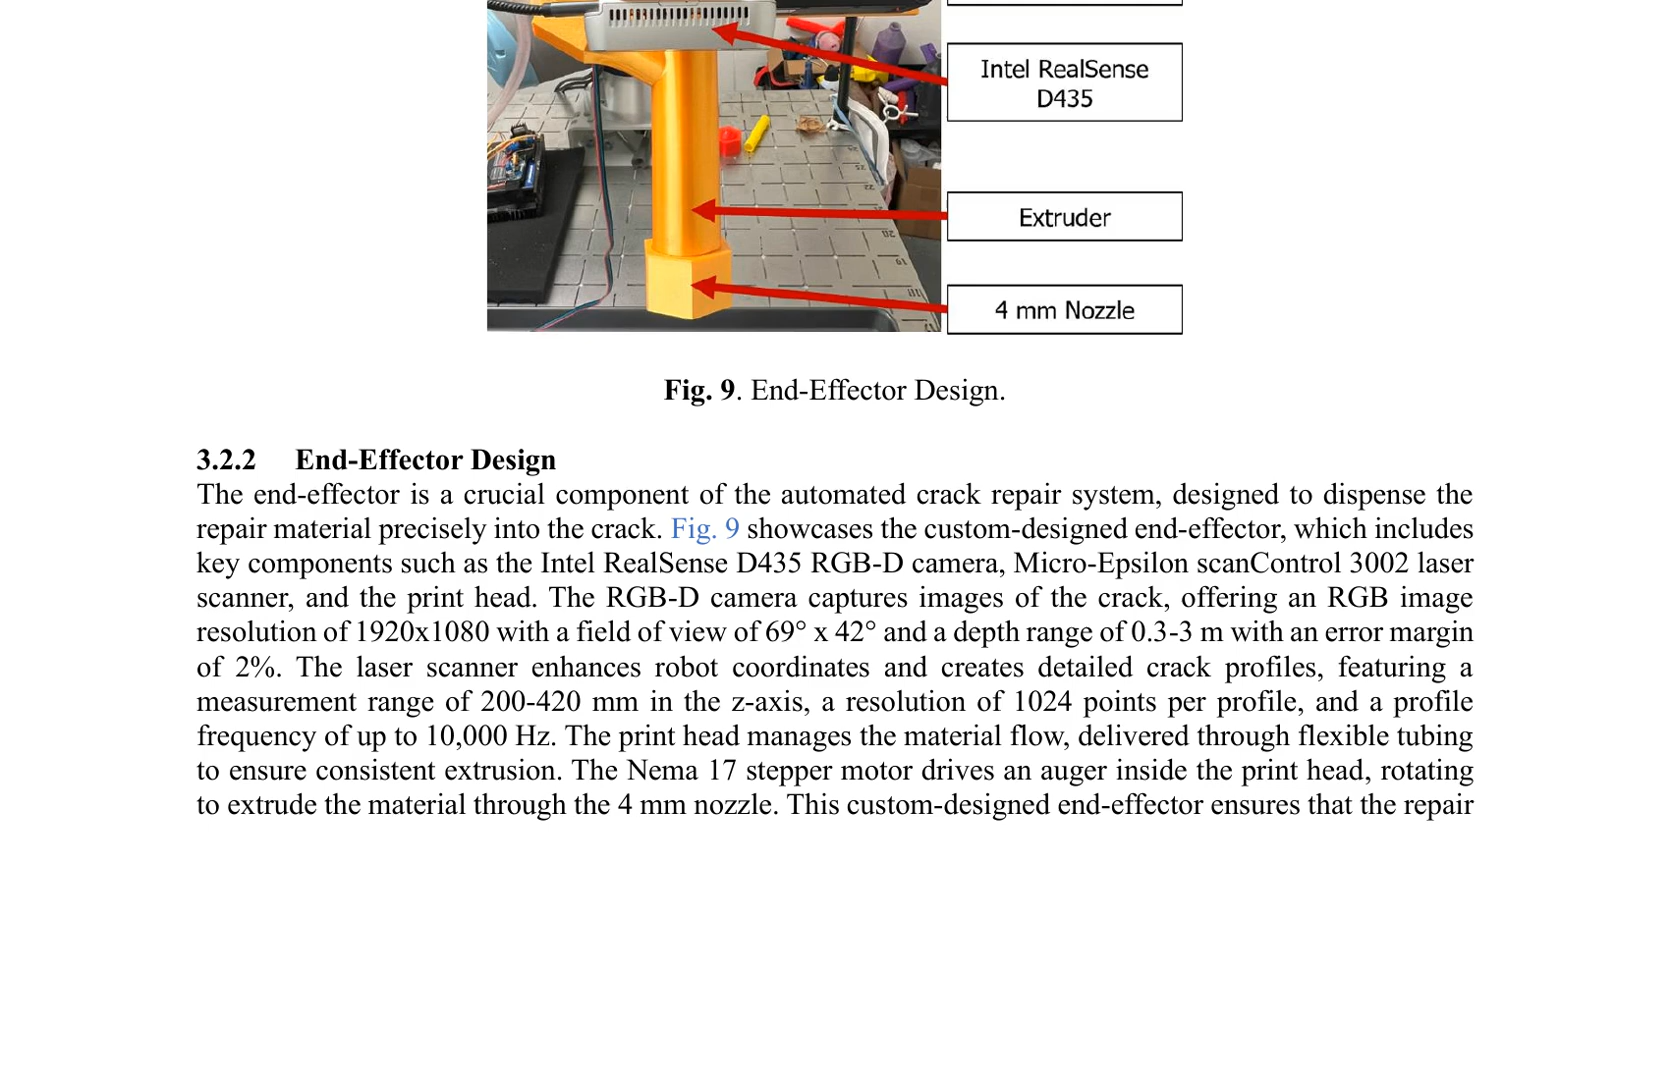 Intel RealSense
D435
Extruder
4 mm Nozzle
Fig. 9. End-Effector Design.
3.2.2 End-Effector Design
The end-effector is a crucial component of the automated crack repair system, designed to dispense the
repair material precisely into the crack. Fig. 9 showcases the custom-designed end-effector, which includes
key components such as the Intel RealSense D435 RGB-D camera, Micro-Epsilon scanControl 3002 laser
scanner, and the print head. The RGB-D camera captures images of the crack, offering an RGB image
resolution of 1920x1080 with a field of view of 69° x 42° and a depth range of 0.3-3 m with an error margin
of 2%. The laser scanner enhances robot coordinates and creates detailed crack profiles, featuring a
measurement range of 200-420 mm in the z-axis, a resolution of 1024 points per profile, and a profile
frequency of up to 10,000 Hz. The print head manages the material flow, delivered through flexible tubing
to ensure consistent extrusion. The Nema 17 stepper motor drives an auger inside the print head, rotating
to extrude the material through the 4 mm nozzle. This custom-designed end-effector ensures that the repair